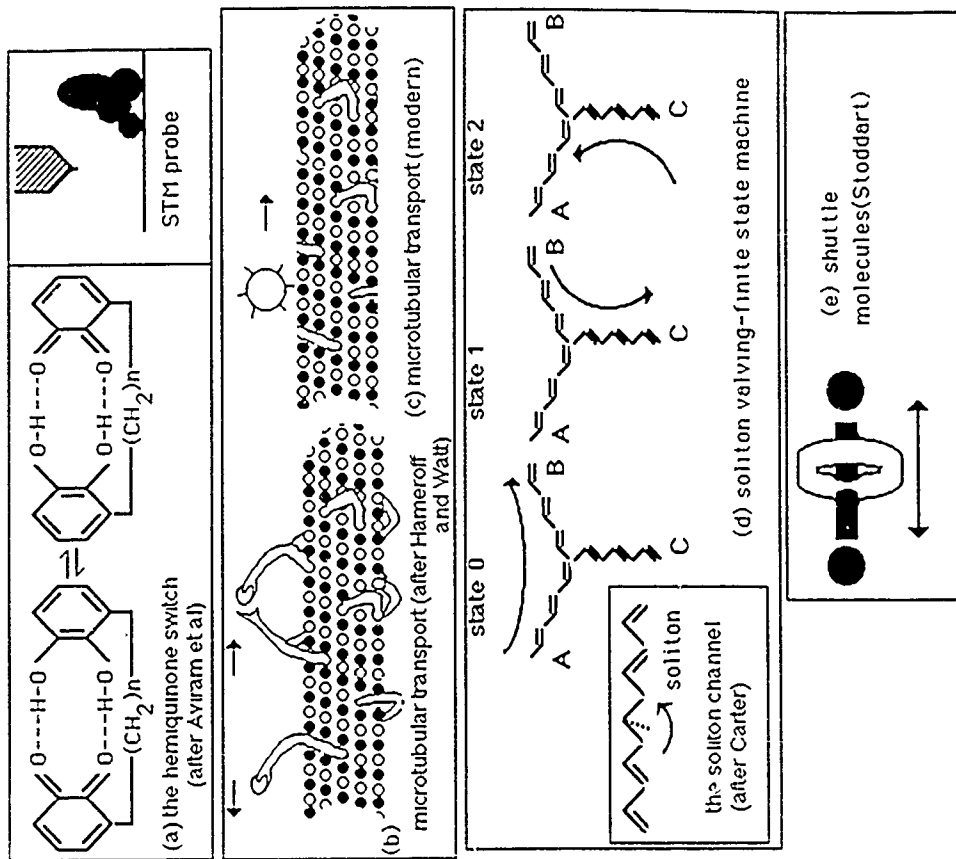 O---H-O
O---H-O
(CH2)n
⇌
O-H---O
O-H---O
(CH2)n
(a) the hemiquinone switch
(after Aviram et al)
STM probe
(b)
microtubular transport (after Hameroff
and Watt)
(c) microtubular transport (modern)
state 0
state 1
state 2
A
B
C
A
B
C
A
B
C
soliton
the soliton channel
(after Carter)
(d) soliton valving-finite state machine
(e) shuttle
molecules(Stoddart)